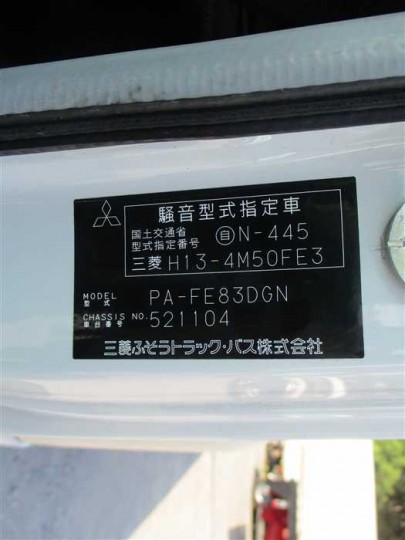 騒音型式指定車
国土交通省
型式指定番号 自N-445
三菱 H13-4M50FE3
MODEL
型式 PA-FE83DGN
CHASSIS NO.
車台番号 521104
三菱ふそうトラック・バス株式会社